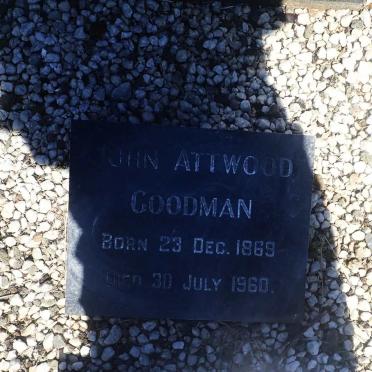 JOHN ATTWOOD
GOODMAN
BORN 23 DEC. 1869
DIED 30 JULY 1960.